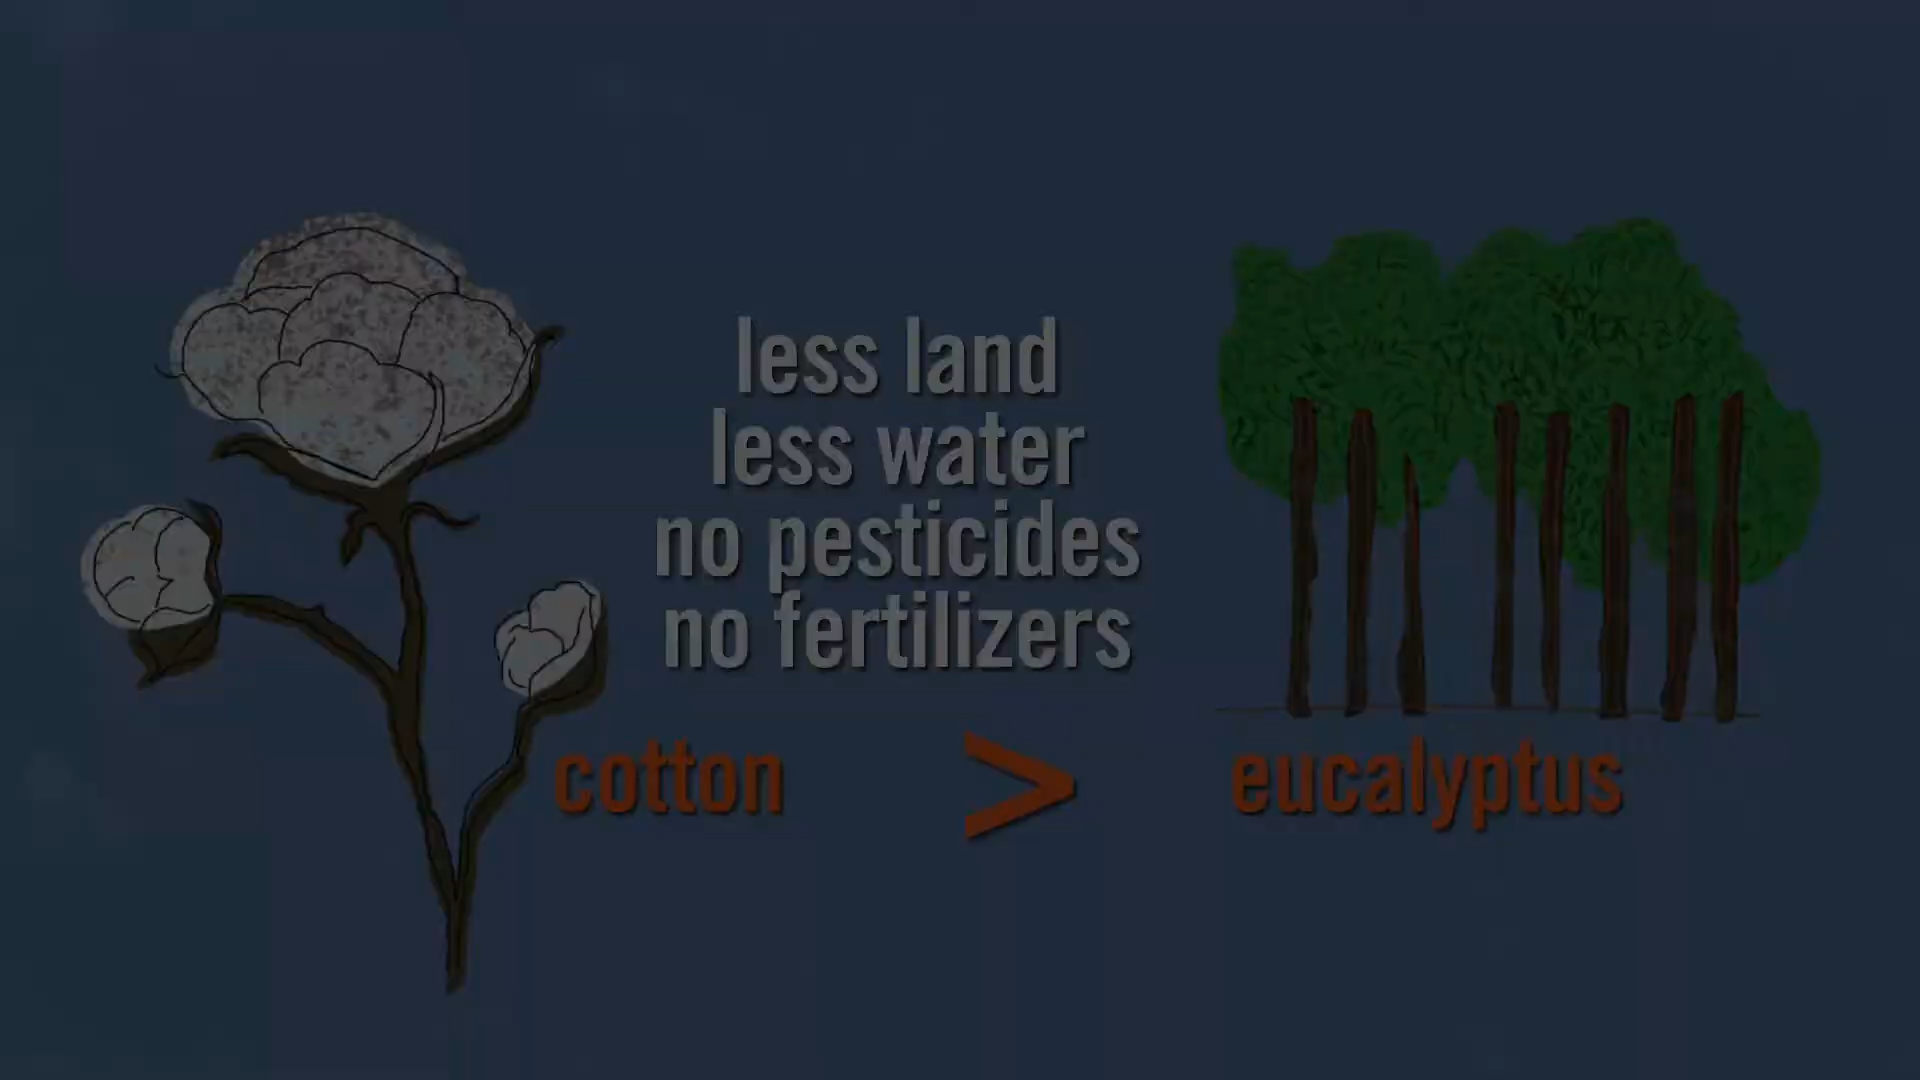 less land
less water
no pesticides
no fertilizers
cotton > eucalyptus